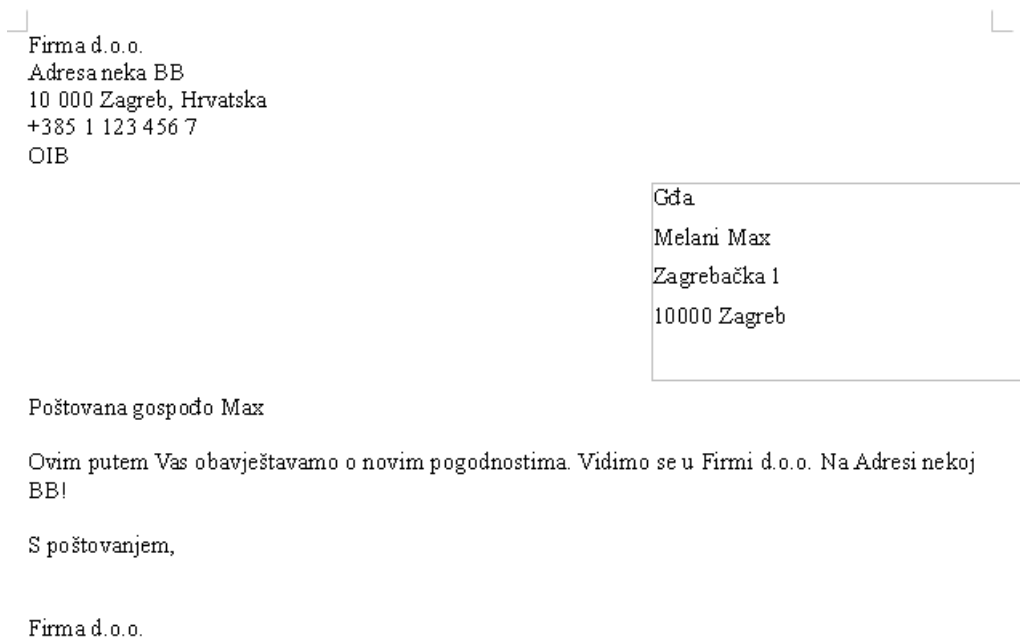 Firma d.o.o.
Adresa neka BB
10 000 Zagreb, Hrvatska
+385 1 123 456 7
OIB
Gđa
Melani Max
Zagrebačka 1
10000 Zagreb
Poštovana gospođo Max
Ovim putem Vas obavještavamo o novim pogodnostima. Vidimo se u Firmi d.o.o. Na Adresi nekoj
BB!
S poštovanjem,
Firma d.o.o.